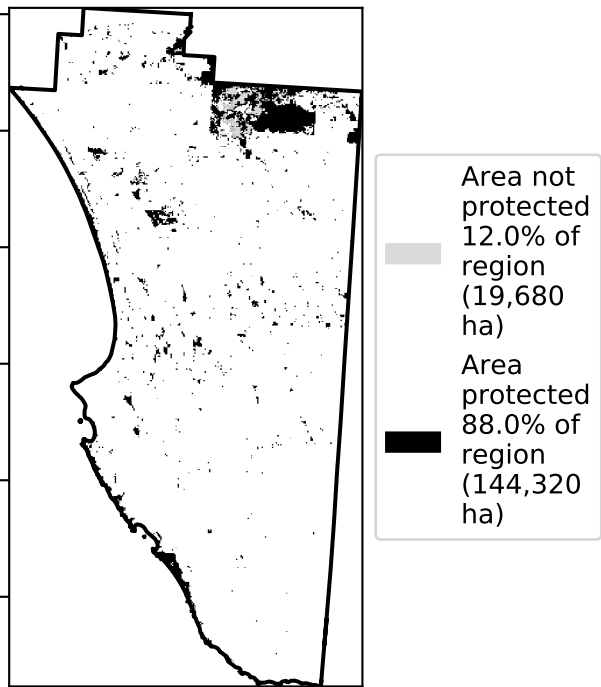 Area not
protected
12.0% of
region
(19,680
ha)
Area
protected
88.0% of
region
(144,320
ha)